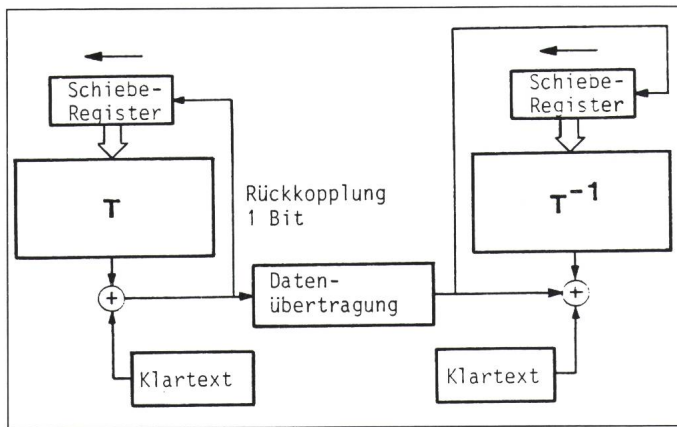 Schiebe-
Register
T
Rückkopplung
1 Bit
+
Daten-
übertragung
Klartext
Schiebe-
Register
T-1
+
Klartext